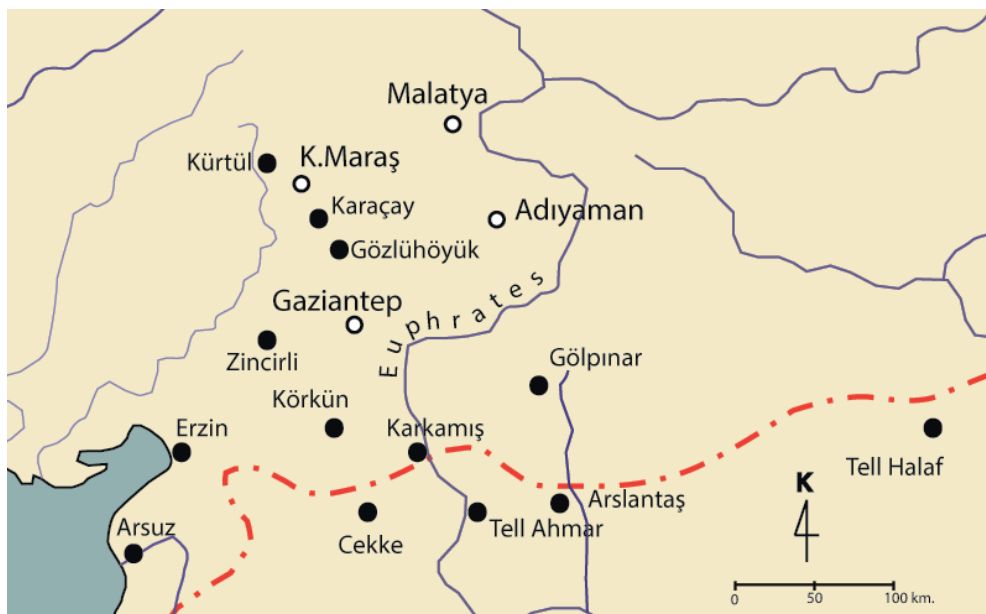 Malatya
Kürtül
K.Maraş
Karaçay
Adıyaman
Gözlühöyük
Euphrates
Gaziantep
Zincirli
Gölpınar
Körkün
Erzin
Karkamış
Tell Halaf
K
Arslantaş
Arsuz
Cekke
Tell Ahmar
0 50 100 km.